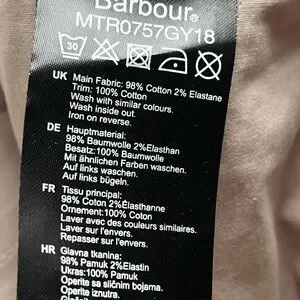 Barbour®
MTR0757GY18
30
UK Main Fabric: 98% Cotton 2% Elastane
Trim: 100% Cotton
Wash with similar colours.
Wash inside out.
Iron on reverse.
DE Hauptmaterial:
98% Baumwolle 2%Elasthan
Besatz:100% Baumwolle
Mit ähnlichen Farben waschen.
Auf links waschen.
Auf links bügeln.
FR Tissu principal:
98% Coton 2%Élasthanne
Ornement:100% Coton
Laver avec des couleurs similaires.
Laver sur l'envers.
Repasser sur l'envers.
HR Glavna tkanina:
98% Pamuk 2%Elastin
Ukras:100% Pamuk
Operite sa sličnim bojama.
Operite iznutra.